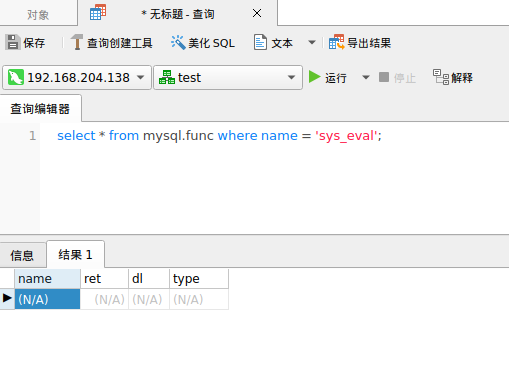 对象
* 无标题 - 查询
保存 查询创建工具 美化 SQL 文本 导出结果
192.168.204.138 test 运行 停止 解释
查询编辑器
1 select * from mysql.func where name = 'sys_eval';
信息 结果 1
name ret dl type
(N/A) (N/A) (N/A) (N/A)